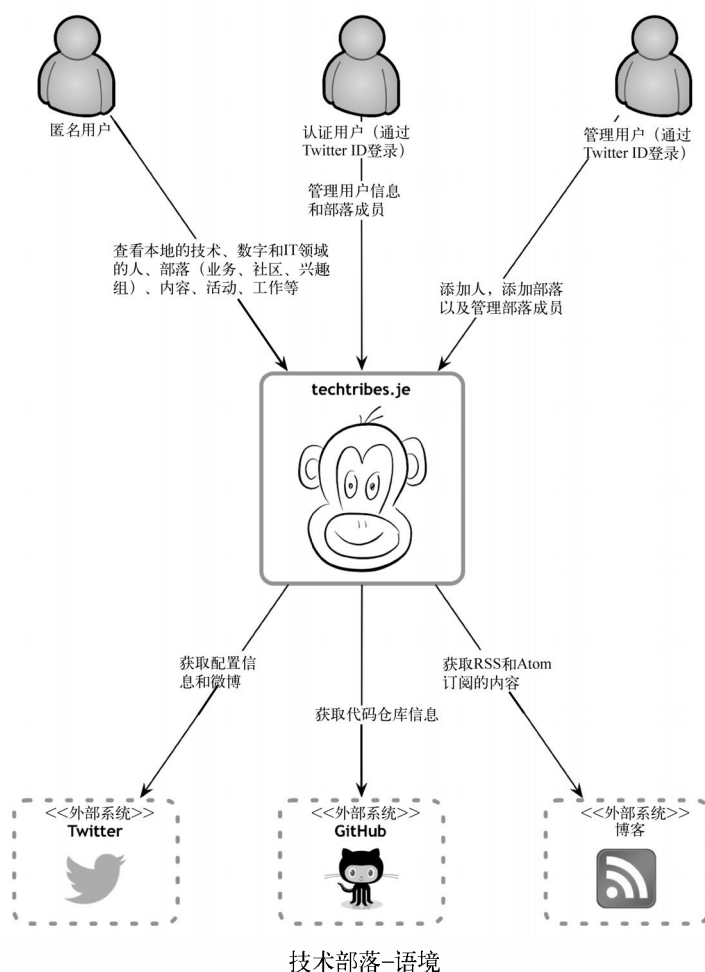 匿名用户
认证用户（通过
Twitter ID登录）
管理用户（通过
Twitter ID登录）
管理用户信息
和部落成员
查看本地的技术、数字和IT领域
的人、部落（业务、社区、兴趣
组）、内容、活动、工作等
添加人，添加部落
以及管理部落成员
techtribes.je
获取配置信
息和微博
获取代码仓库信息
获取RSS和Atom
订阅的内容
<<外部系统>>
Twitter
<<外部系统>>
GitHub
<<外部系统>>
博客
技术部落–语境